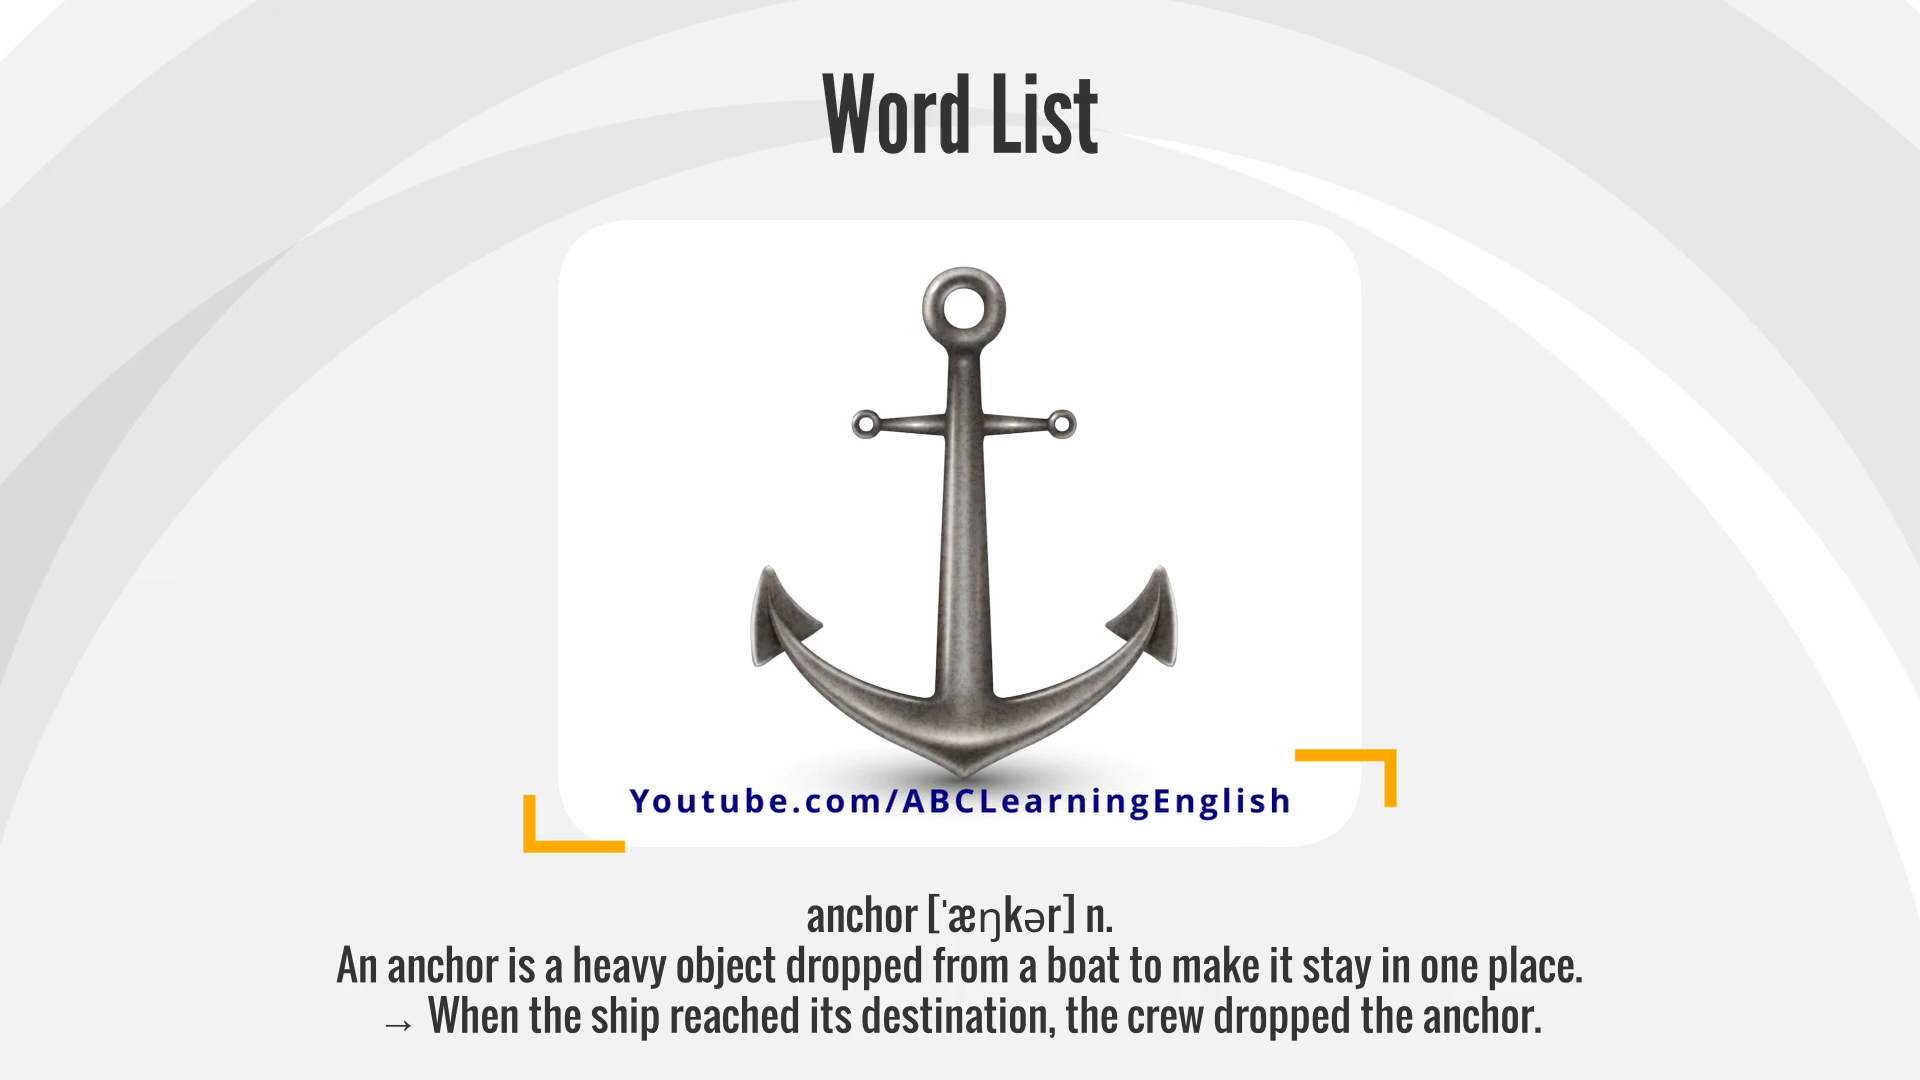 Word List
Youtube.com/ABCLearningEnglish
anchor [ˈæŋkər] n.
An anchor is a heavy object dropped from a boat to make it stay in one place.
→ When the ship reached its destination, the crew dropped the anchor.